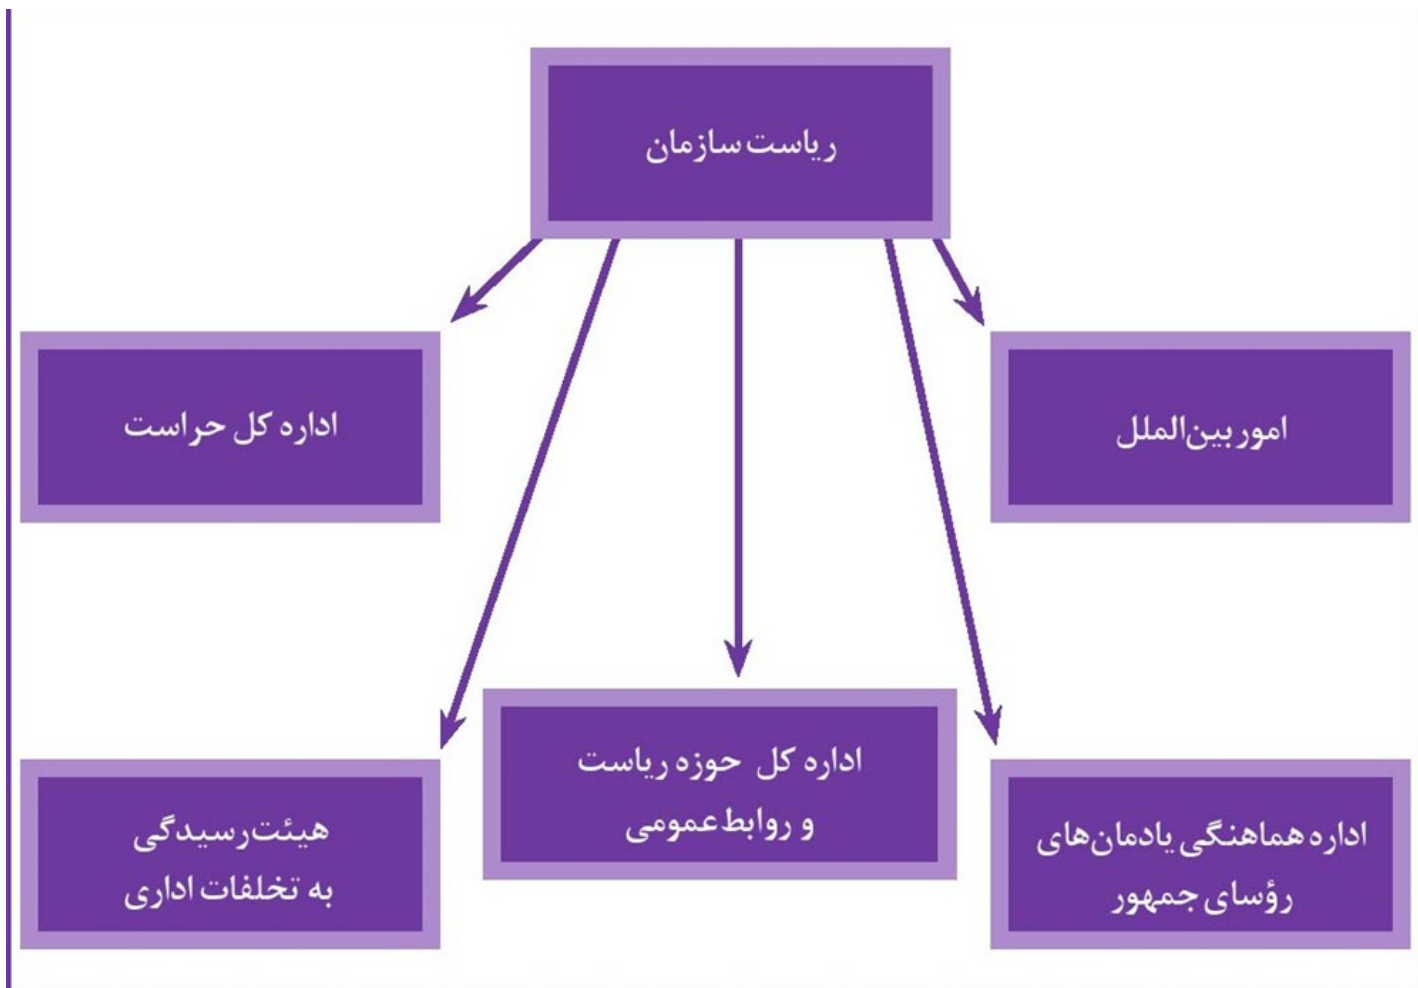 ریاست سازمان
امور بین‌الملل
اداره کل حراست
اداره هماهنگی یادمان‌های
رؤسای جمهور
اداره کل حوزه ریاست
و روابط عمومی
هیئت رسیدگی
به تخلفات اداری